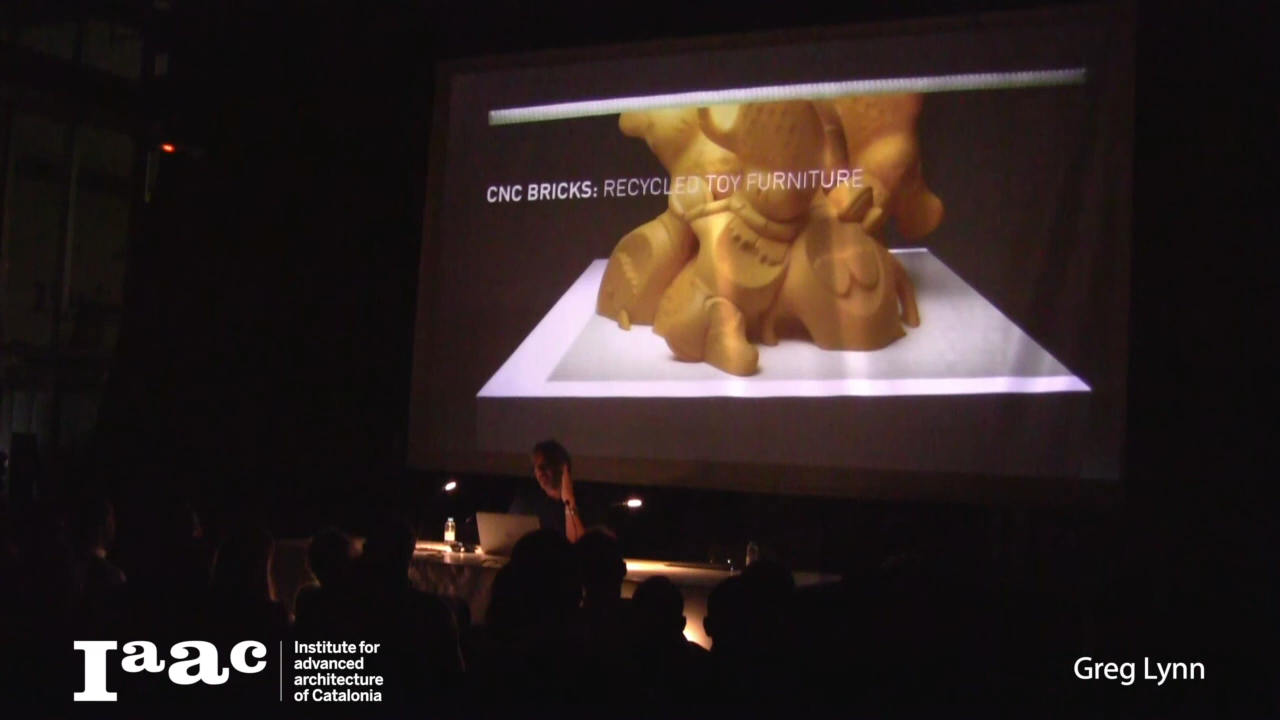 CNC BRICKS: RECYCLED TOY FURNITURE
Iaac
Institute for
advanced
architecture
of Catalonia
Greg Lynn